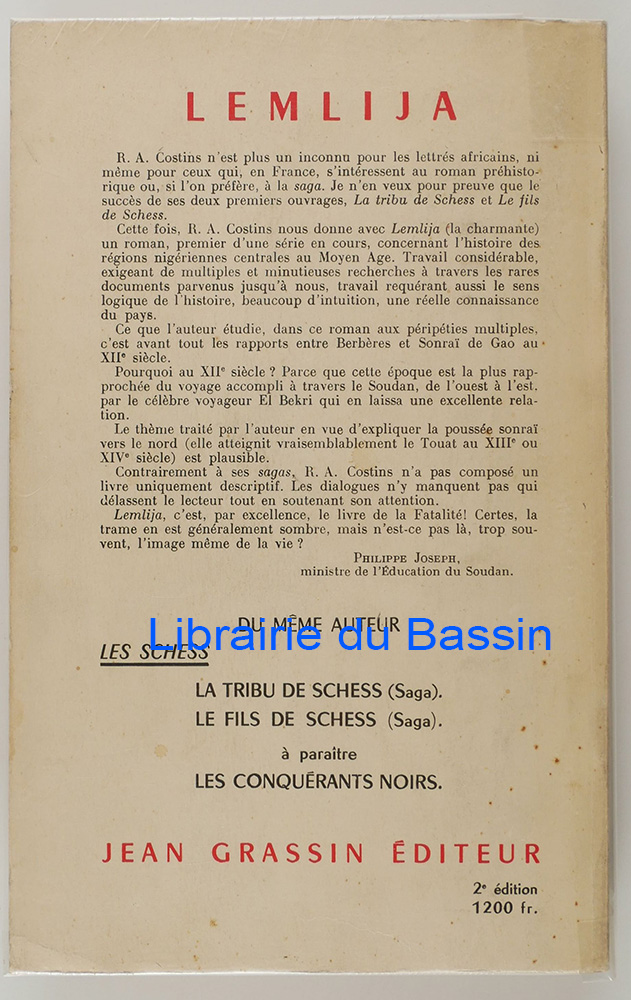 LEMLIJA
R. A. Costins n'est plus un inconnu pour les lettrés africains, ni
même pour ceux qui, en France, s'intéressent au roman préhisto-
rique ou, si l'on préfère, à la saga. Je n'en veux pour preuve que le
succès de ses deux premiers ouvrages, La tribu de Schess et Le fils
de Schess.
Cette fois, R. A. Costins nous donne avec Lemlija (la charmante)
un roman, premier d'une série en cours, concernant l'histoire des
régions nigériennes centrales au Moyen Age. Travail considérable,
exigeant de multiples et minutieuses recherches à travers les rares
documents parvenus jusqu'à nous, travail requérant aussi le sens
logique de l'histoire, beaucoup d'intuition, une réelle connaissance
du pays.
Ce que l'auteur étudie, dans ce roman aux péripéties multiples,
c'est avant tout les rapports entre Berbères et Sonraï de Gao au
XIIe siècle.
Pourquoi au XIIe siècle ? Parce que cette époque est la plus rap-
prochée du voyage accompli à travers le Soudan, de l'ouest à l'est,
par le célèbre voyageur El Bekri qui en laissa une excellente rela-
tion.
Le thème traité par l'auteur en vue d'expliquer la poussée sonraï
vers le nord (elle atteignit vraisemblablement le Touat au XIIIe ou
XIVe siècle) est plausible.
Contrairement à ses sagas, R. A. Costins n'a pas composé un
livre uniquement descriptif. Les dialogues n'y manquent pas qui
délassent le lecteur tout en soutenant son attention.
Lemlija, c'est, par excellence, le livre de la Fatalité! Certes, la
trame en est généralement sombre, mais n'est-ce pas là, trop sou-
vent, l'image même de la vie ?
PHILIPPE JOSEPH,
ministre de l'Éducation du Soudan.
DU MÊME AUTEUR
Librairie du Bassin
LES SCHESS
LA TRIBU DE SCHESS (Saga).
LE FILS DE SCHESS (Saga).
à paraître
LES CONQUÉRANTS NOIRS.
JEAN GRASSIN ÉDITEUR
2e édition
1200 fr.